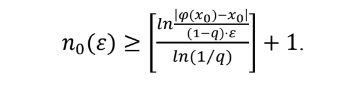 n₀(ε) ≥ [ln (|φ(x₀)−x₀| / (1−q)·ε) / ln(1/q)] + 1.